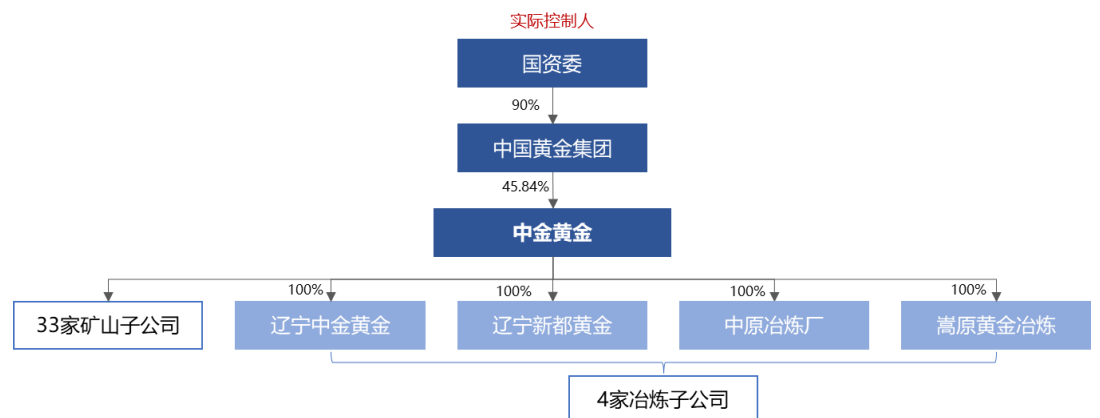 实际控制人
国资委
90%
中国黄金集团
45.84%
中金黄金
100%
100%
100%
100%
33家矿山子公司
辽宁中金黄金
辽宁新都黄金
中原冶炼厂
嵩原黄金冶炼
4家冶炼子公司